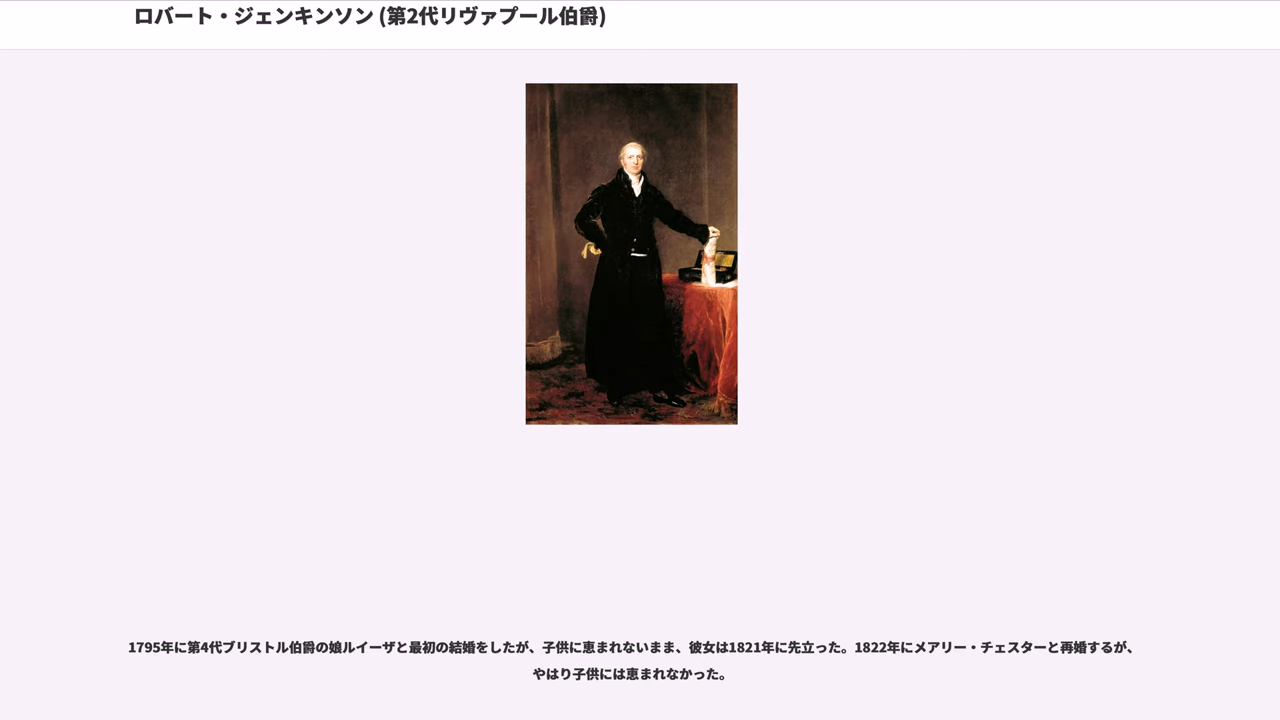 ロバート・ジェンキンソン (第2代リヴァプール伯爵)
1795年に第4代ブリストル伯爵の娘ルイーザと最初の結婚をしたが、子供に恵まれないまま、彼女は1821年に先立った。1822年にメアリー・チェスターと再婚するが、
やはり子供には恵まれなかった。